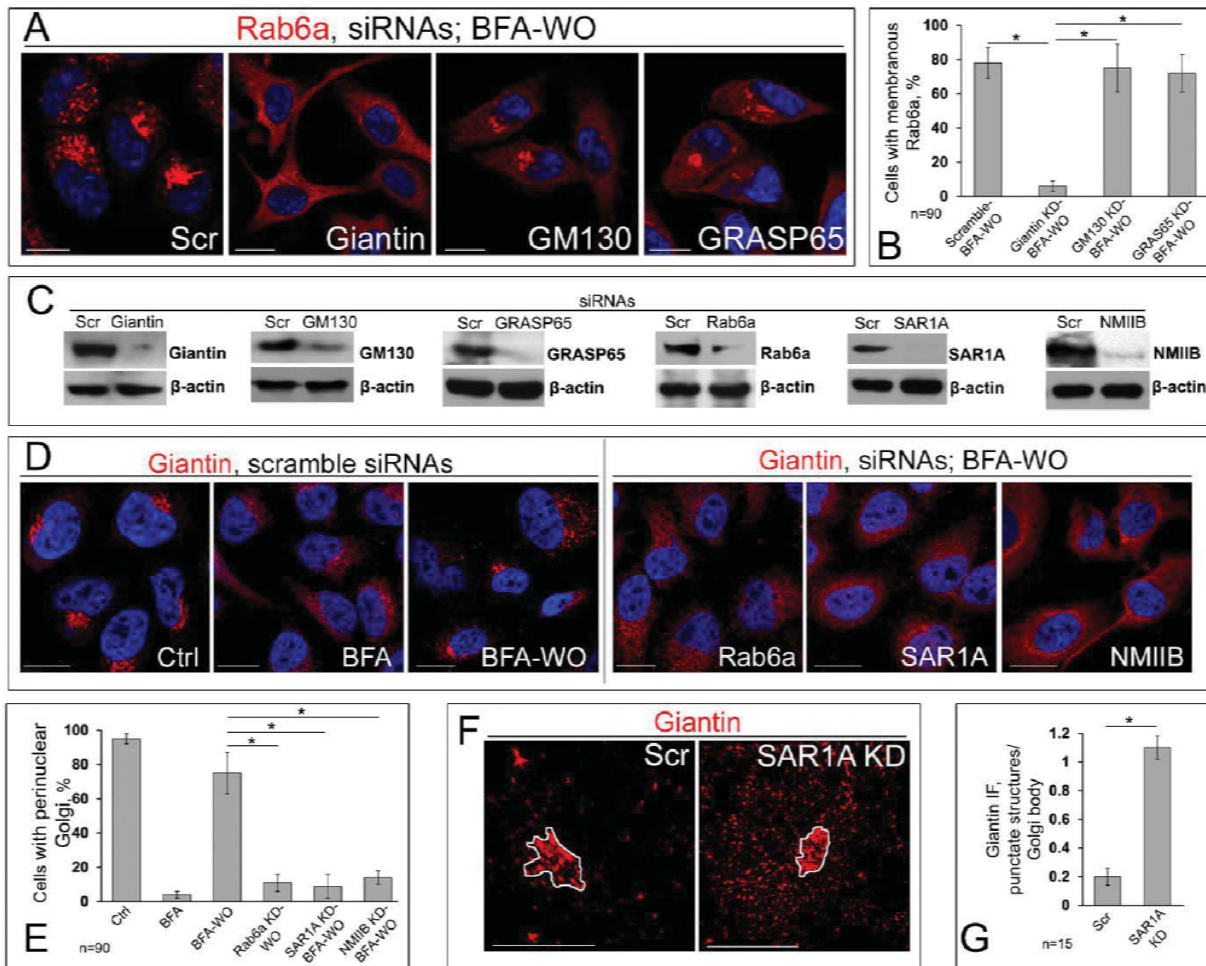 A
Rab6a, siRNAs; BFA-WO
Scr
Giantin
GM130
GRASP65
Cells with membranous
Rab6a, %
100
80
60
40
20
0
*
*
*
n=90
Scramble-
BFA-WO
Giantin KD-
BFA-WO
GM130 KD-
BFA-WO
GRAS65 KD-
BFA-WO
B
C
siRNAs
Scr Giantin
Giantin
β-actin
Scr GM130
GM130
β-actin
Scr GRASP65
GRASP65
β-actin
Scr Rab6a
Rab6a
β-actin
Scr SAR1A
SAR1A
β-actin
Scr NMIIB
NMIIB
β-actin
D
Giantin, scramble siRNAs
Giantin, siRNAs; BFA-WO
Ctrl
BFA
BFA-WO
Rab6a
SAR1A
NMIIB
Cells with perinuclear
Golgi, %
100
80
60
40
20
0
*
*
*
Ctrl
BFA
BFA-WO
Rab6a KD-
WO
SAR1A KD-
BFA-WO
NMIIB KD-
BFA-WO
E
n=90
F
Giantin
Scr
SAR1A KD
Giantin IF,
punctate structures/
Golgi body
1.2
1
0.8
0.6
0.4
0.2
0
*
Scr
SAR1A
KD
G
n=15